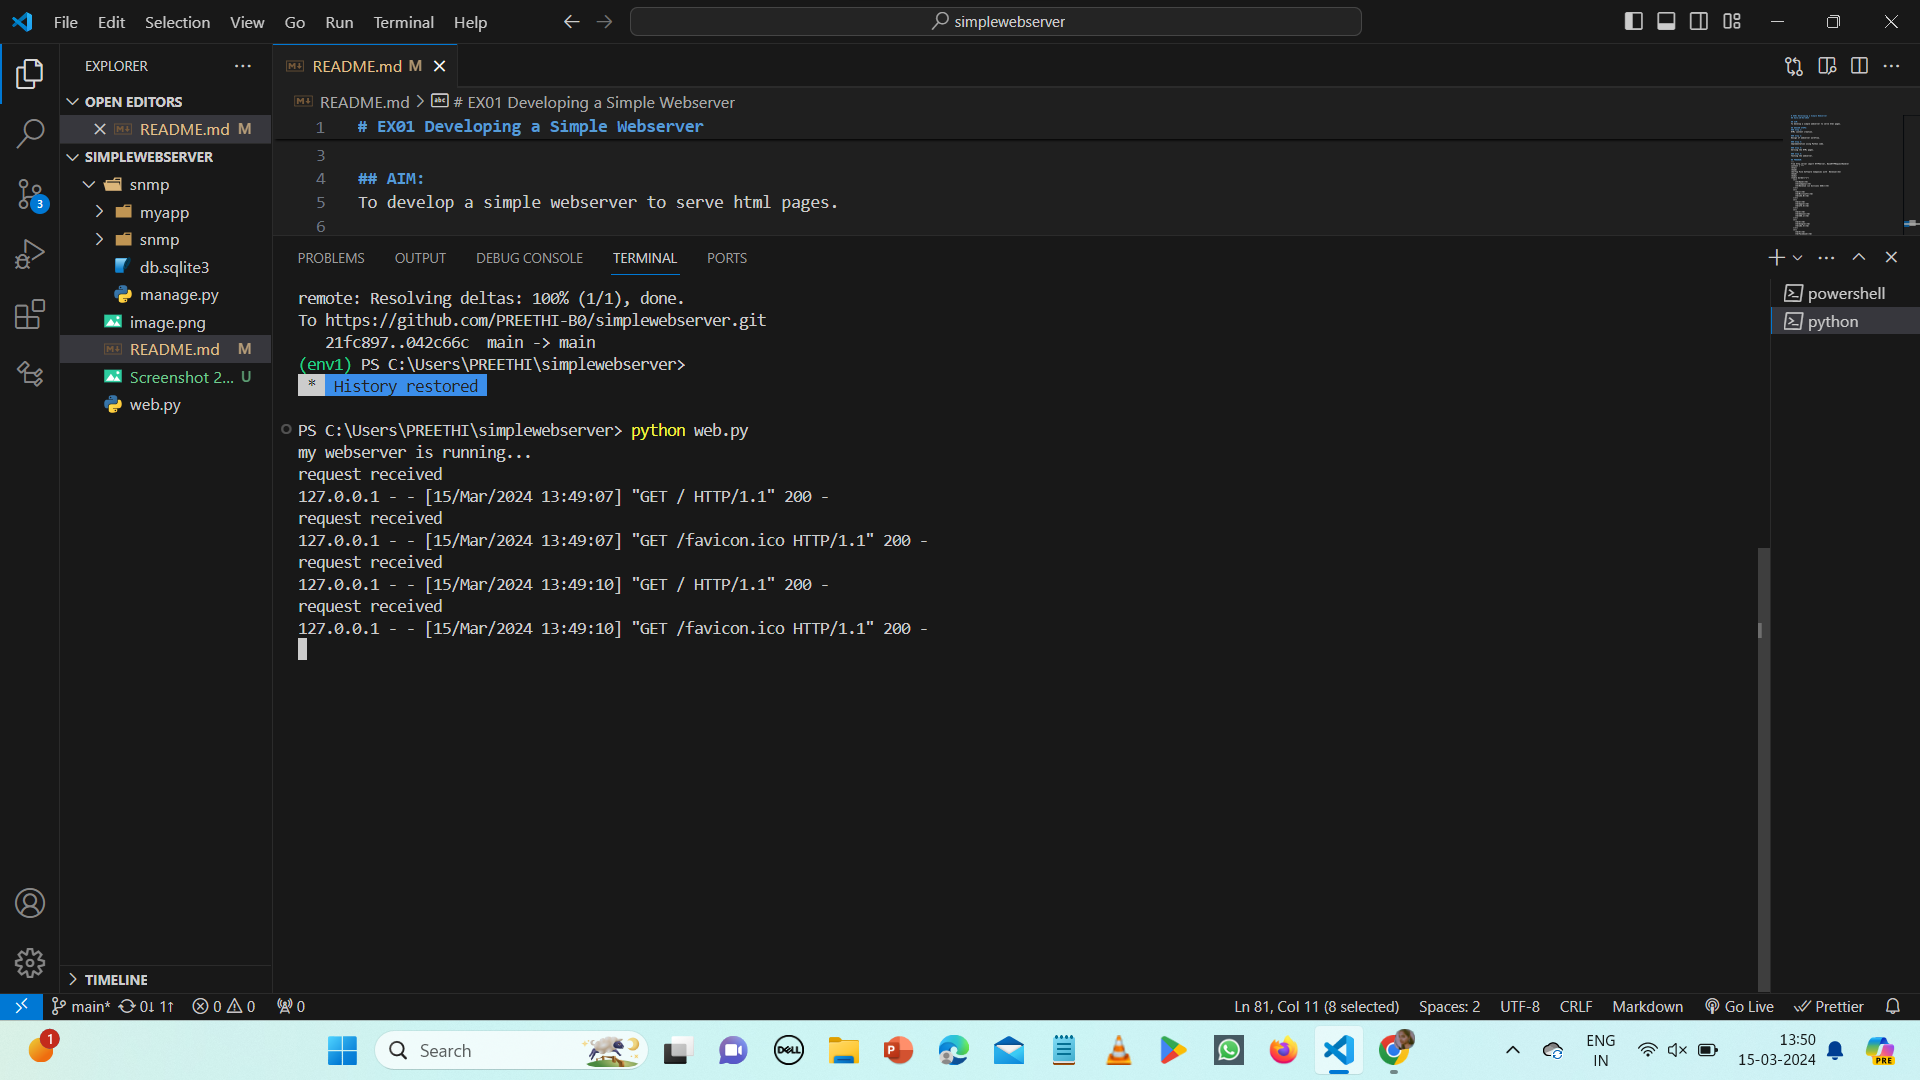 File Edit Selection View Go Run Terminal Help
simplewebserver
EXPLORER
OPEN EDITORS
README.md M
SIMPLEWEBSERVER
snmp
myapp
snmp
db.sqlite3
manage.py
image.png
README.md M
Screenshot 2... U
web.py
TIMELINE
3
README.md M
README.md > # EX01 Developing a Simple Webserver
1 # EX01 Developing a Simple Webserver
3
4 ## AIM:
5 To develop a simple webserver to serve html pages.
6
PROBLEMS OUTPUT DEBUG CONSOLE TERMINAL PORTS
remote: Resolving deltas: 100% (1/1), done.
To https://github.com/PREETHI-B0/simplewebserver.git
21fc897..042c66c main -> main
(env1) PS C:\Users\PREETHI\simplewebserver>
* History restored
PS C:\Users\PREETHI\simplewebserver> python web.py
my webserver is running...
request received
127.0.0.1 - - [15/Mar/2024 13:49:07] "GET / HTTP/1.1" 200 -
request received
127.0.0.1 - - [15/Mar/2024 13:49:07] "GET /favicon.ico HTTP/1.1" 200 -
request received
127.0.0.1 - - [15/Mar/2024 13:49:10] "GET / HTTP/1.1" 200 -
request received
127.0.0.1 - - [15/Mar/2024 13:49:10] "GET /favicon.ico HTTP/1.1" 200 -
powershell
python
main* 0↓ 1↑ 0 0 0
Ln 81, Col 11 (8 selected) Spaces: 2 UTF-8 CRLF Markdown Go Live Prettier
1
Search
DELL
P
ENG
IN
13:50
15-03-2024
PRE